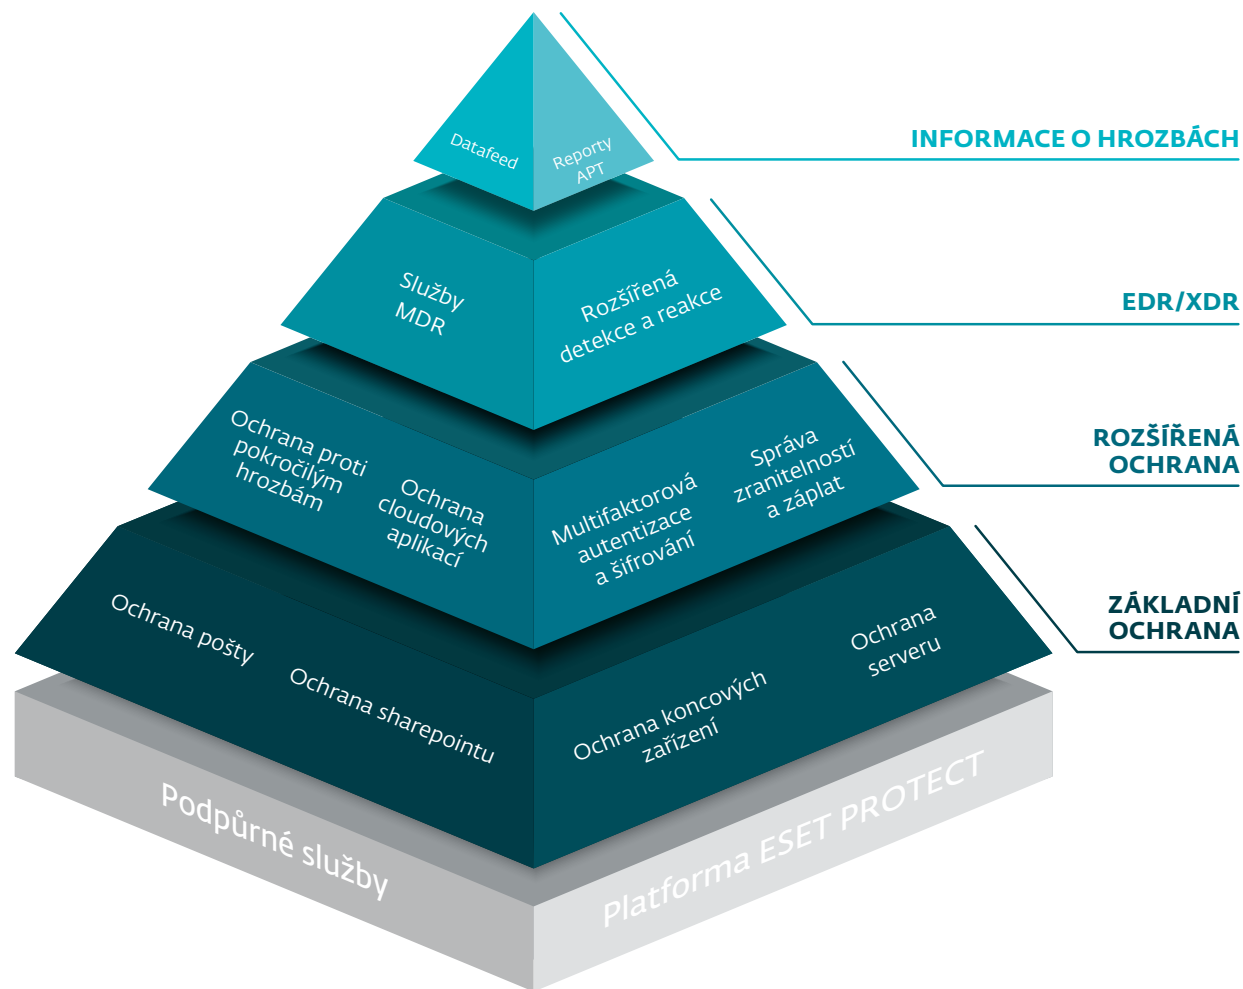 Datafeed
Reporty
APT
INFORMACE O HROZBÁCH
Služby
MDR
Rozšířená
detekce a reakce
EDR/XDR
Ochrana proti
pokročilým
hrozbám
Ochrana
cloudových
aplikací
Multifaktorová
autentizace
a šifrování
Správa
zranitelností
a záplat
ROZŠÍŘENÁ
OCHRANA
Ochrana pošty
Ochrana sharepointu
Ochrana koncových
zařízení
Ochrana
serveru
ZÁKLADNÍ
OCHRANA
Podpůrné služby
Platforma ESET PROTECT